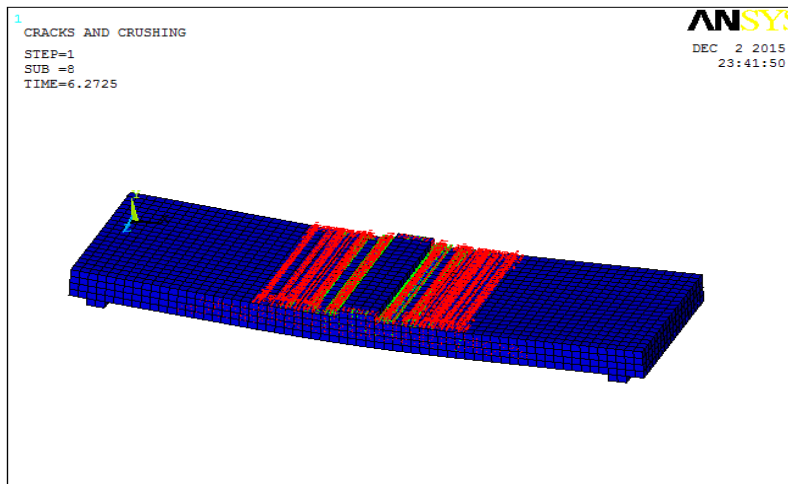 1
CRACKS AND CRUSHING
STEP=1
SUB =8
TIME=6.2725
ANSYS
DEC  2 2015
23:41:50
Y
Z